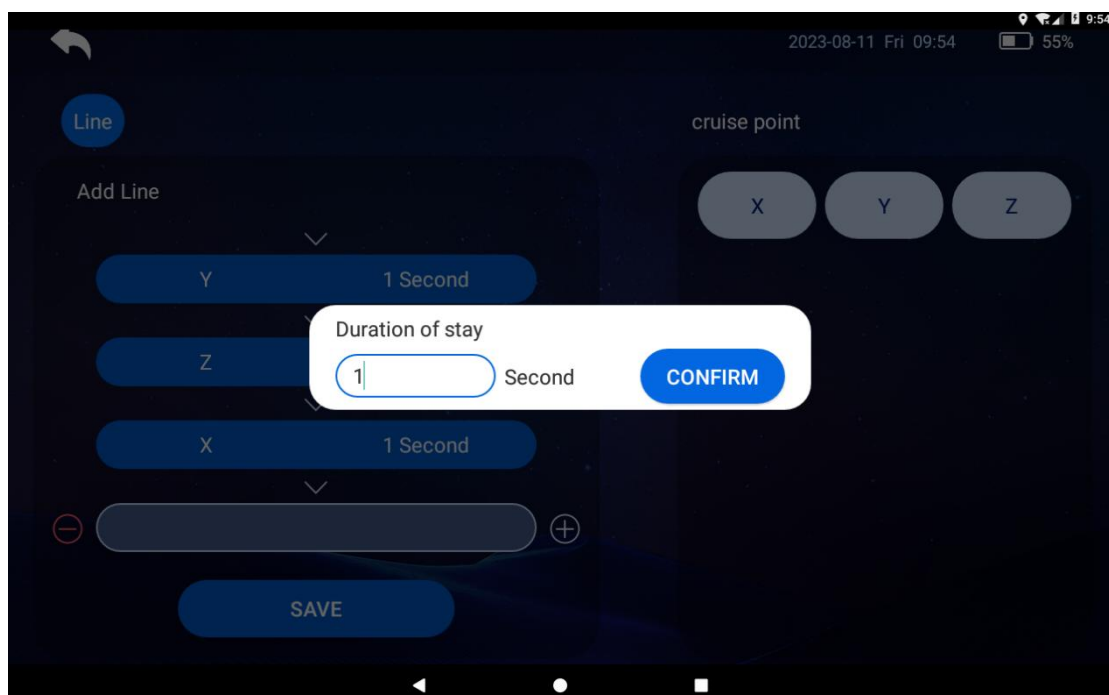 9:54
2023-08-11 Fri 09:54 55%
Line
cruise point
Add Line
X Y Z
Y 1 Second
Duration of stay
Z
1 Second
CONFIRM
X 1 Second
SAVE